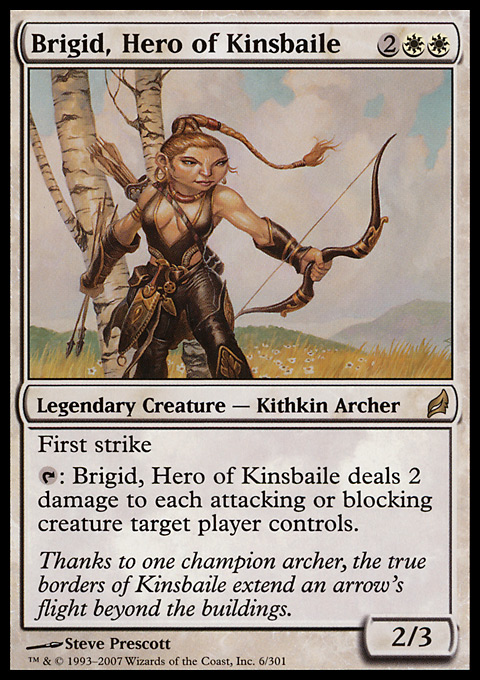 Brigid, Hero of Kinsbaile 2
Legendary Creature — Kithkin Archer
First strike
: Brigid, Hero of Kinsbaile deals 2
damage to each attacking or blocking
creature target player controls.
Thanks to one champion archer, the true
borders of Kinsbaile extend an arrow's
flight beyond the buildings.
Steve Prescott
2/3
™ & © 1993–2007 Wizards of the Coast, Inc. 6/301